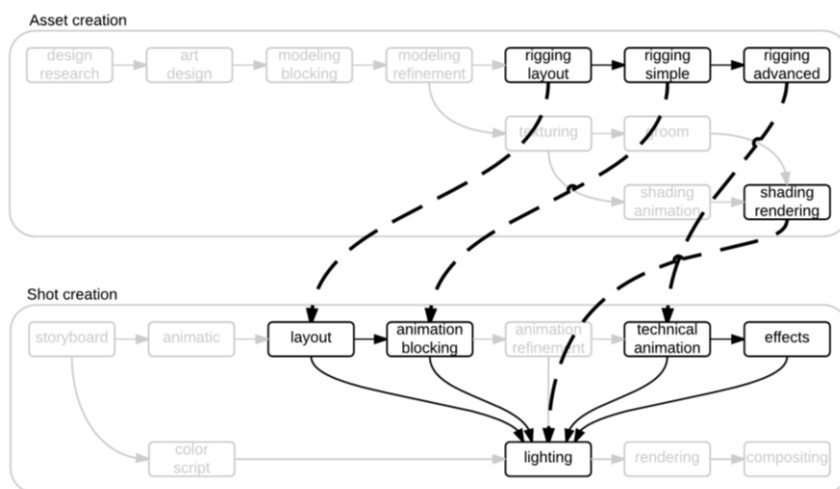 Asset creation
design
research
art
design
modeling
blocking
modeling
refinement
rigging
layout
rigging
simple
rigging
advanced
texturing
groom
shading
animation
shading
rendering
Shot creation
storyboard
animatic
layout
animation
blocking
animation
refinement
technical
animation
effects
color
script
lighting
rendering
compositing